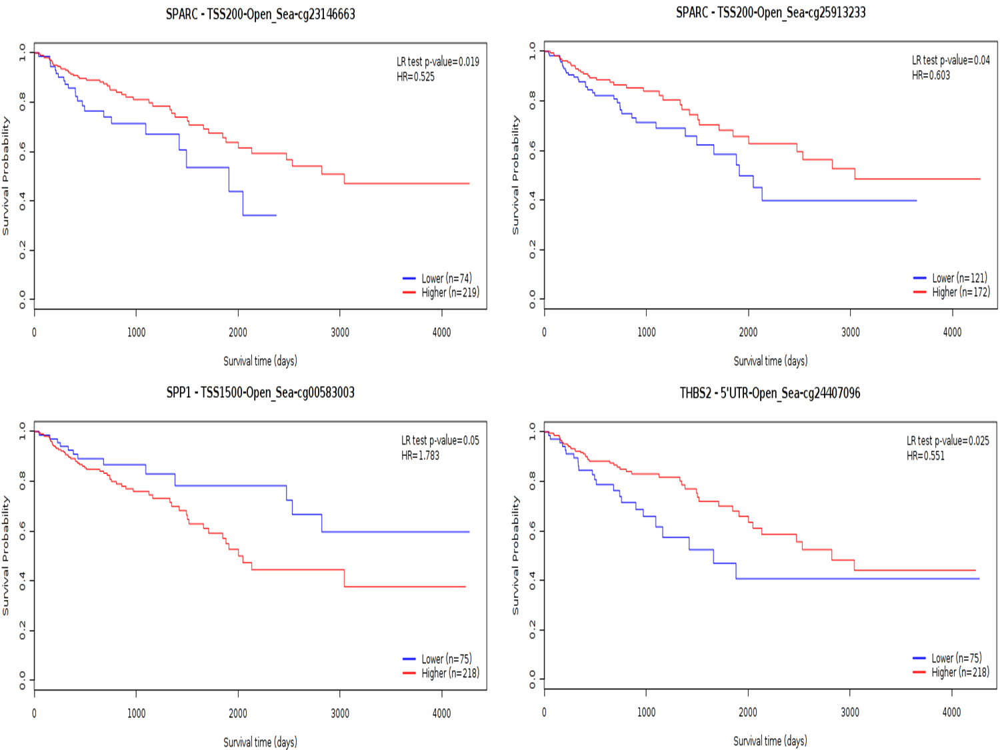 SPARC - TSS200-Open_Sea-cg23146663
LR test p-value=0.019
HR=0.525
Survival Probability
0.0 0.2 0.4 0.6 0.8 1.0
Lower (n=74)
Higher (n=219)
0 1000 2000 3000 4000
Survival time (days)
SPARC - TSS200-Open_Sea-cg25913233
LR test p-value=0.04
HR=0.603
Survival Probability
0.0 0.2 0.4 0.6 0.8 1.0
Lower (n=121)
Higher (n=172)
0 1000 2000 3000 4000
Survival time (days)
SPP1 - TSS1500-Open_Sea-cg00583003
LR test p-value=0.05
HR=1.783
Survival Probability
0.0 0.2 0.4 0.6 0.8 1.0
Lower (n=75)
Higher (n=218)
0 1000 2000 3000 4000
Survival time (days)
THBS2 - 5'UTR-Open_Sea-cg24407096
LR test p-value=0.025
HR=0.551
Survival Probability
0.0 0.2 0.4 0.6 0.8 1.0
Lower (n=75)
Higher (n=218)
0 1000 2000 3000 4000
Survival time (days)